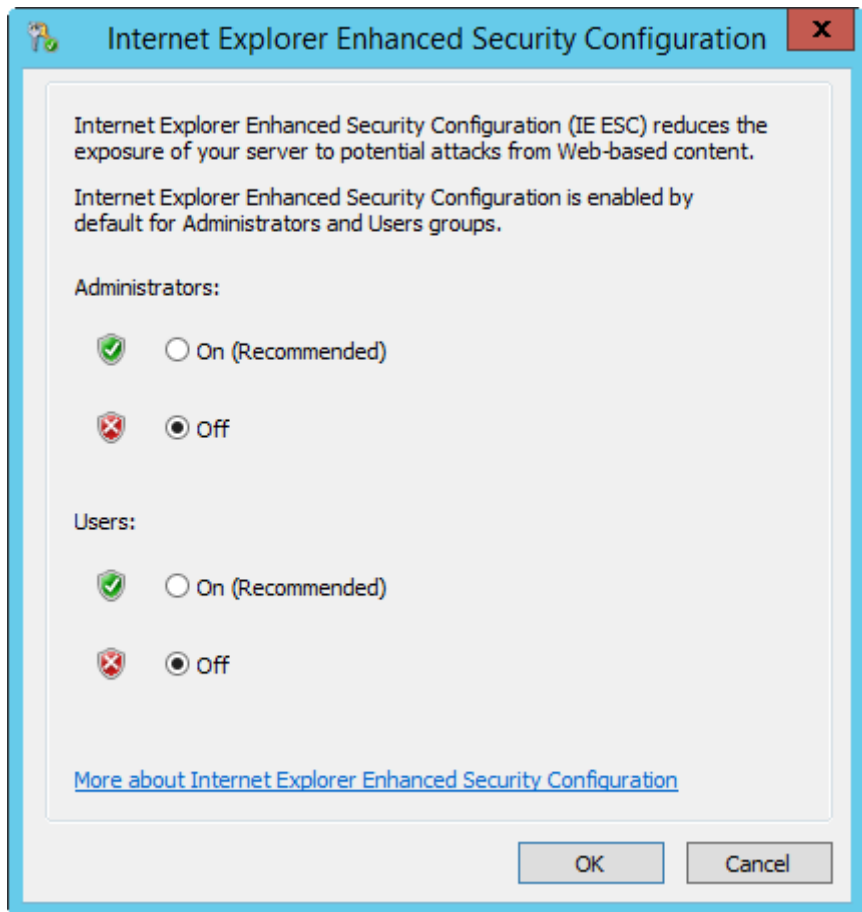 Internet Explorer Enhanced Security Configuration
x
Internet Explorer Enhanced Security Configuration (IE ESC) reduces the
exposure of your server to potential attacks from Web-based content.
Internet Explorer Enhanced Security Configuration is enabled by
default for Administrators and Users groups.
Administrators:
On (Recommended)
Off
Users:
On (Recommended)
Off
More about Internet Explorer Enhanced Security Configuration
OK Cancel